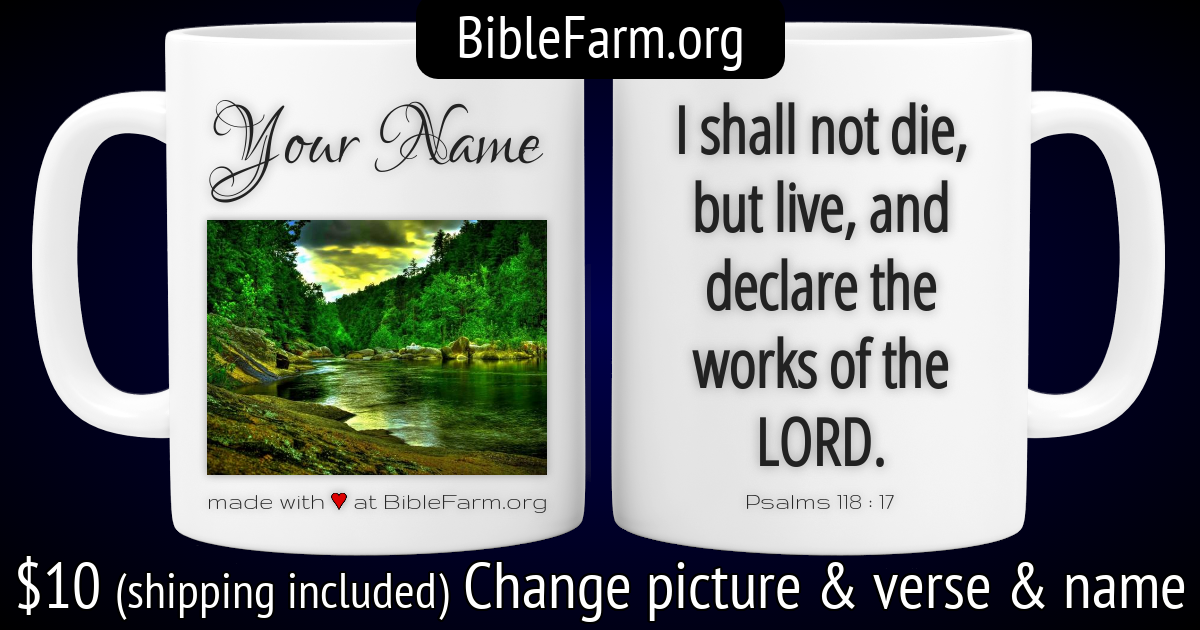 BibleFarm.org
Your Name
made with ♥ at BibleFarm.org
I shall not die,
but live, and
declare the
works of the
LORD.
Psalms 118 : 17
$10 (shipping included) Change picture & verse & name